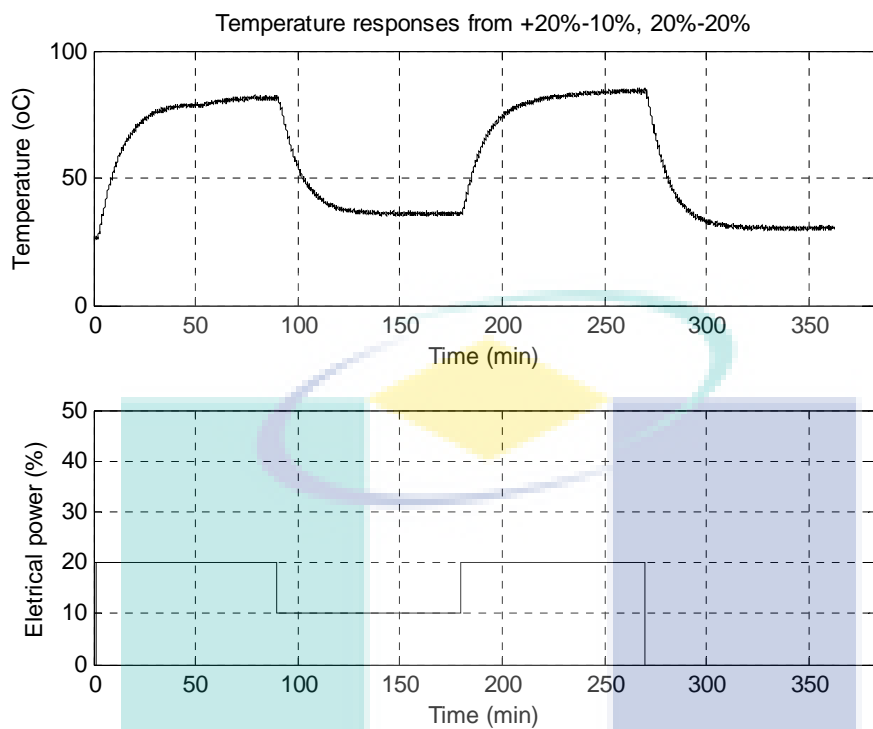 Temperature responses from +20%-10%, 20%-20%
100
50
0
Temperature (oC)
0 50 100 150 200 250 300 350
Time (min)
50
40
30
20
10
0
Eletrical power (%)
0 50 100 150 200 250 300 350
Time (min)